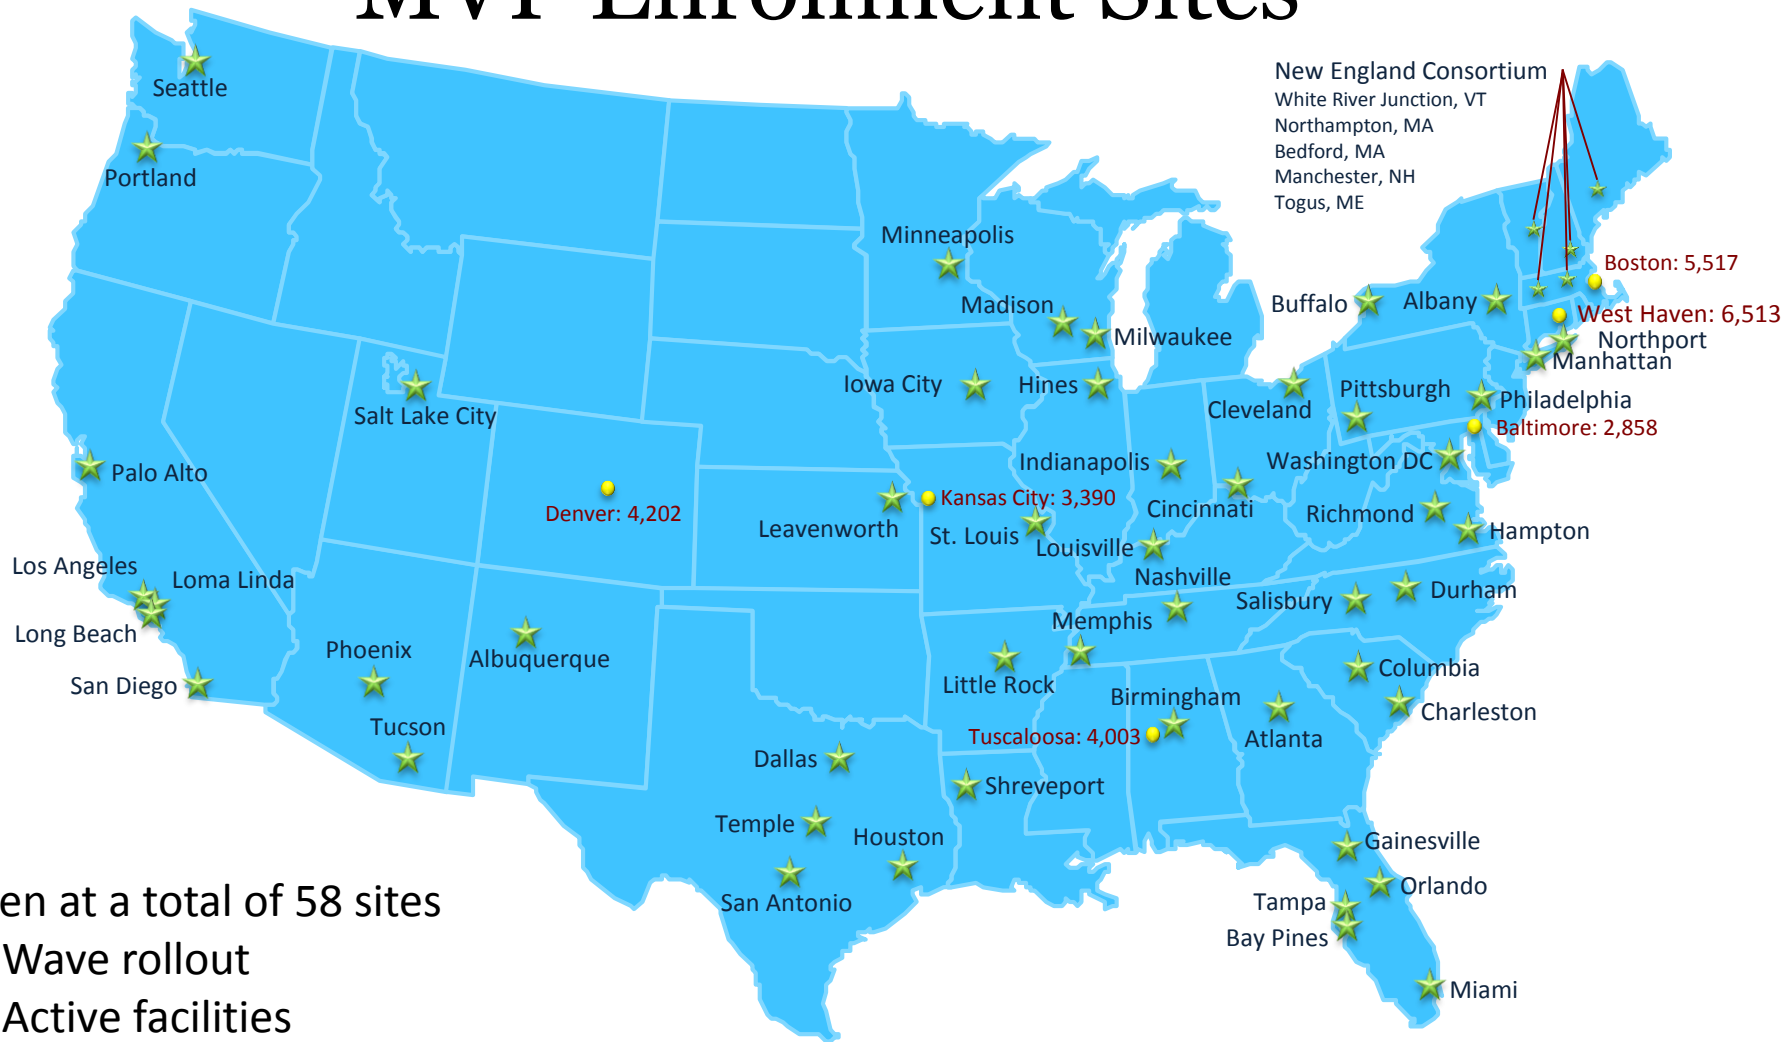 MVP Enrollment Sites
New England Consortium
White River Junction, VT
Northampton, MA
Bedford, MA
Manchester, NH
Togus, ME
Seattle
Portland
Minneapolis
Boston: 5,517
Madison
Buffalo
Albany
West Haven: 6,513
Milwaukee
Northport
Manhattan
Iowa City
Hines
Pittsburgh
Salt Lake City
Cleveland
Philadelphia
Baltimore: 2,858
Palo Alto
Indianapolis
Washington DC
Denver: 4,202
Kansas City: 3,390
Cincinnati
Richmond
Leavenworth
St. Louis
Hampton
Louisville
Los Angeles
Loma Linda
Nashville
Durham
Salisbury
Long Beach
Memphis
Phoenix
Albuquerque
Columbia
San Diego
Little Rock
Birmingham
Charleston
Tucson
Tuscaloosa: 4,003
Atlanta
Dallas
Shreveport
Temple
Houston
Gainesville
Orlando
San Antonio
Tampa
Bay Pines
Miami
en at a total of 58 sites
Wave rollout
Active facilities